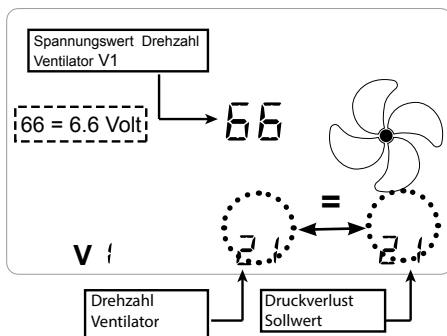 Spannungswert Drehzahl
Ventilator V1
66 = 6.6 Volt
66
=
21
21
V 1
Drehzahl
Ventilator
Druckverlust
Sollwert